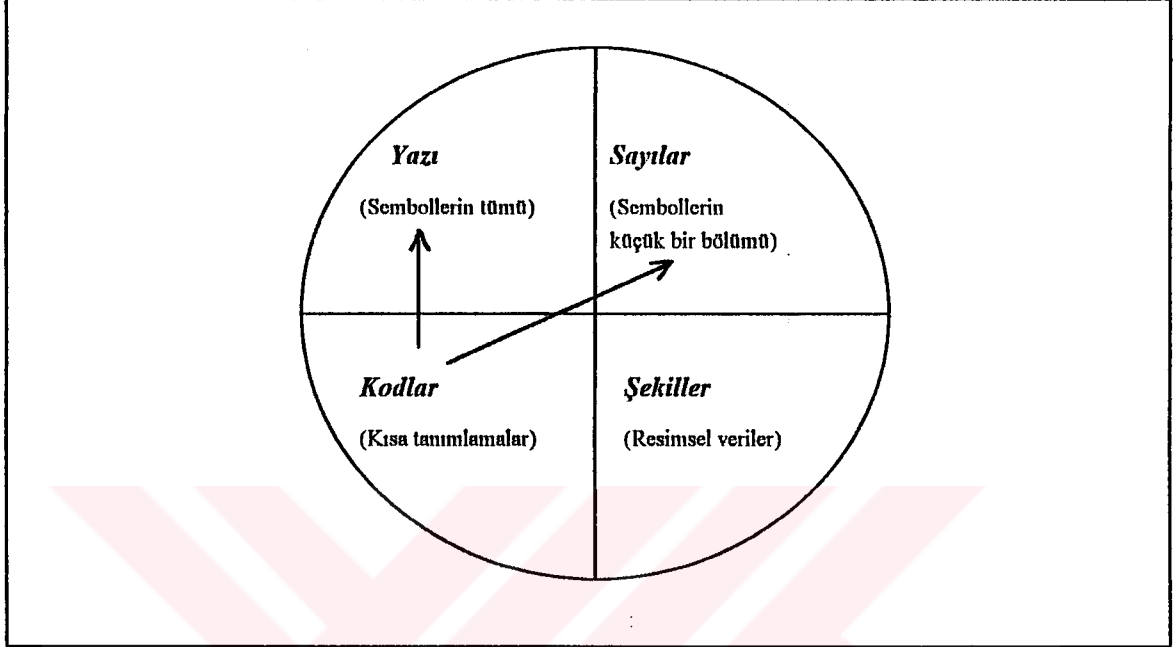 Yazı
(Sembollerin tümü)
Sayılar
(Sembollerin
küçük bir bölümü)
Kodlar
(Kısa tanımlamalar)
Şekiller
(Resimsel veriler)